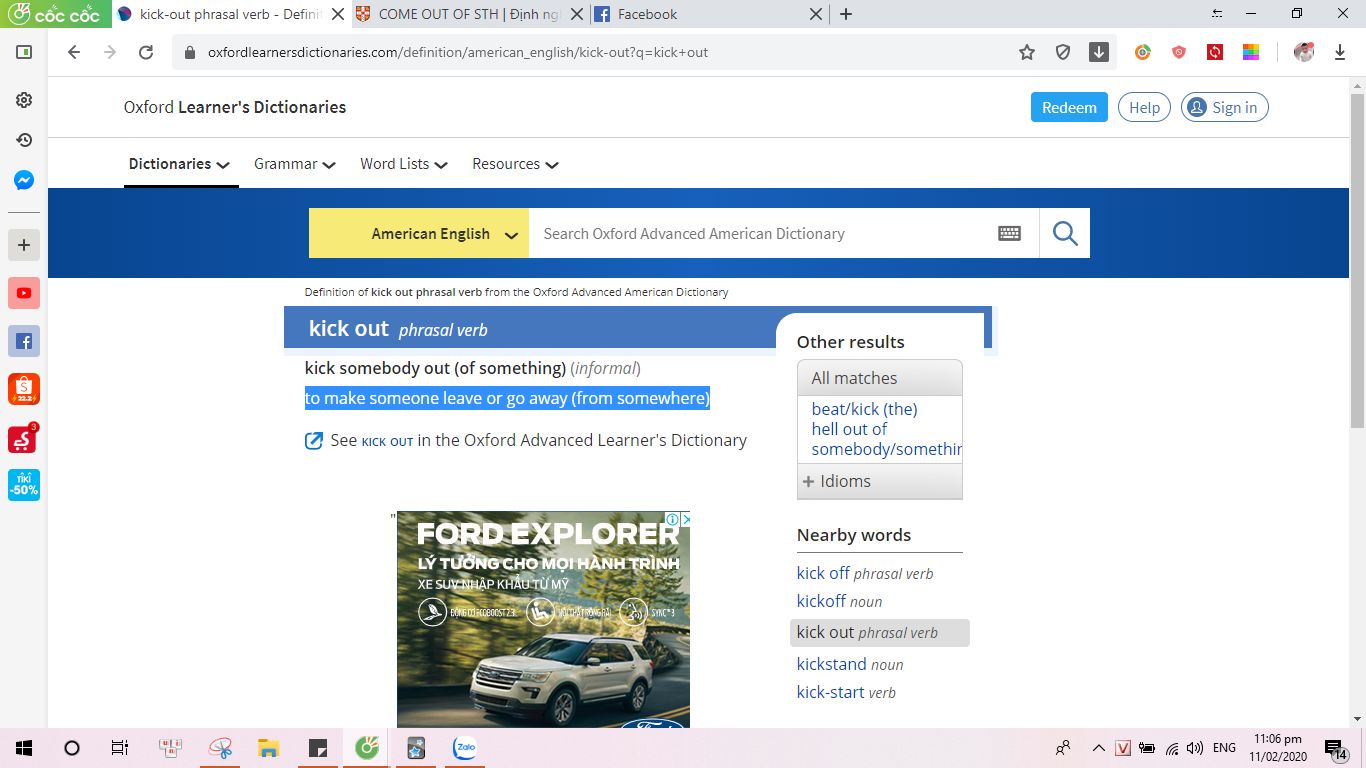 cốc cốc
kick-out phrasal verb - Defini
COME OUT OF STH | Định ng
Facebook
oxfordlearnersdictionaries.com/definition/american_english/kick-out?q=kick+out
Oxford Learner's Dictionaries
Redeem
Help
Sign in
Dictionaries
Grammar
Word Lists
Resources
American English
Search Oxford Advanced American Dictionary
Definition of kick out phrasal verb from the Oxford Advanced American Dictionary
kick out phrasal verb
kick somebody out (of something) (informal)
to make someone leave or go away (from somewhere)
See KICK OUT in the Oxford Advanced Learner's Dictionary
Other results
All matches
beat/kick (the)
hell out of
somebody/somethin
+ Idioms
Nearby words
kick off phrasal verb
kickoff noun
kick out phrasal verb
kickstand noun
kick-start verb
"
FORD EXPLORER
LÝ TƯỞNG CHO MỌI HÀNH TRÌNH
XE SUV NHẬP KHẨU TỪ MỸ
ĐỘNG CƠ ECOBOOST 2.3L
NỘI THẤT RỘNG RÃI
SYNC®3
Ford
22.2
3
TIKI
-50%
Zalo
V
ENG
11:06 pm
11/02/2020
14